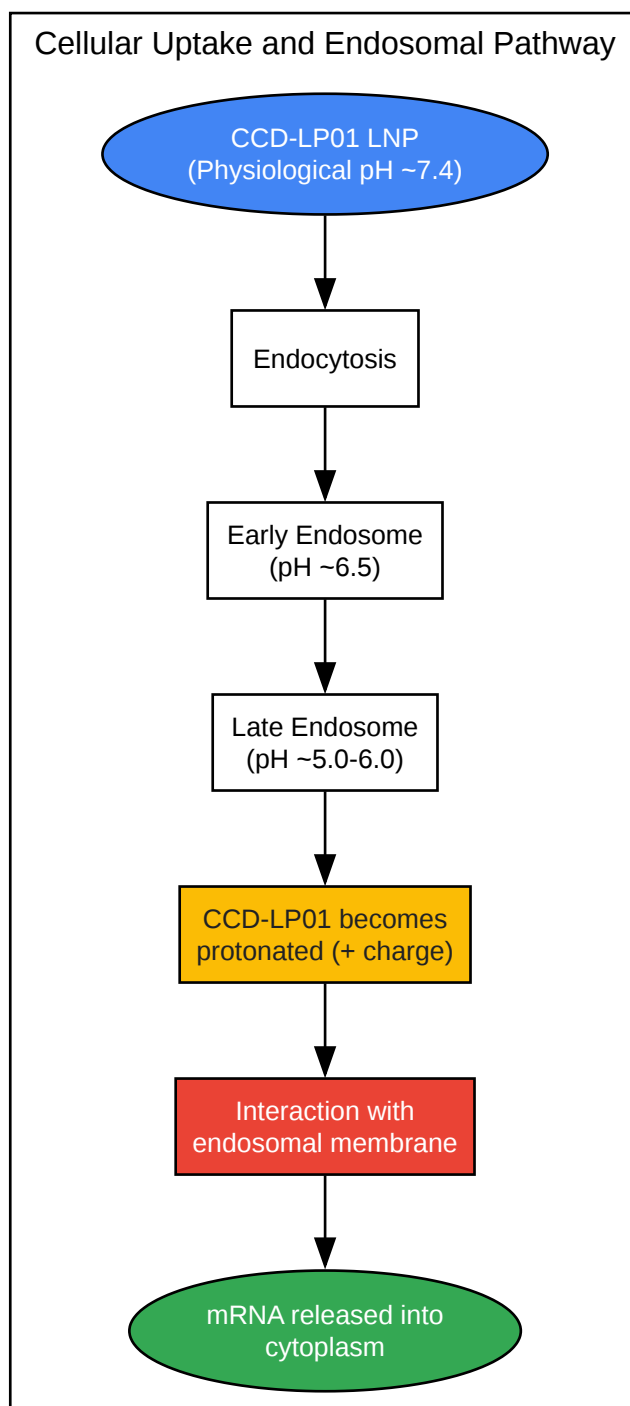 Cellular Uptake and Endosomal Pathway
CCD-LP01 LNP
(Physiological pH ~7.4)
Endocytosis
Early Endosome
(pH ~6.5)
Late Endosome
(pH ~5.0-6.0)
CCD-LP01 becomes
protonated (+ charge)
Interaction with
endosomal membrane
mRNA released into
cytoplasm